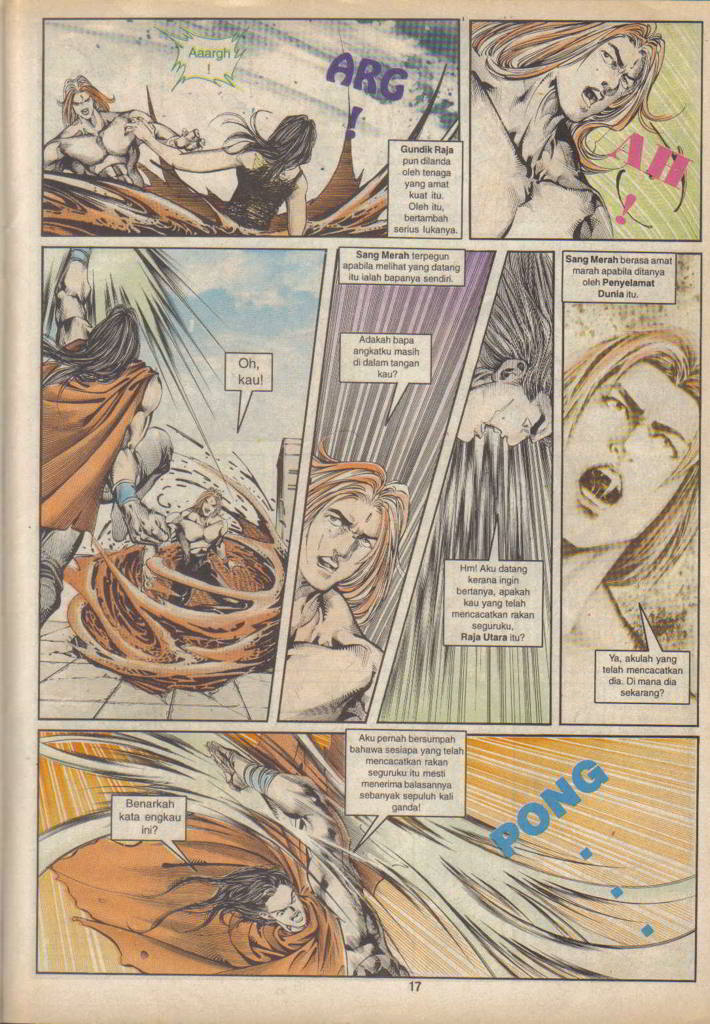 Aaargh
!
ARG
!
Gundik Raja
pun dilanda
oleh tenaga
yang amat
kuat itu.
Oleh itu,
bertambah
serius lukanya.
AH
!
Oh,
kau!
Sang Merah terpegun
apabila melihat yang datang
itu ialah bapanya sendiri.
Adakah bapa
angkatku masih
di dalam tangan
kau?
Hm! Aku datang
kerana ingin
bertanya, apakah
kau yang telah
mencacatkan rakan
seguruku,
Raja Utara itu?
Sang Merah berasa amat
marah apabila ditanya
oleh Penyelamat
Dunia itu.
Ya, akulah yang
telah mencacatkan
dia. Di mana dia
sekarang?
Benarkah
kata engkau
ini?
Aku pernah bersumpah
bahawa sesiapa yang telah
mencacatkan rakan
seguruku itu mesti
menerima balasannya
sebanyak sepuluh kali
ganda!
PONG...
17